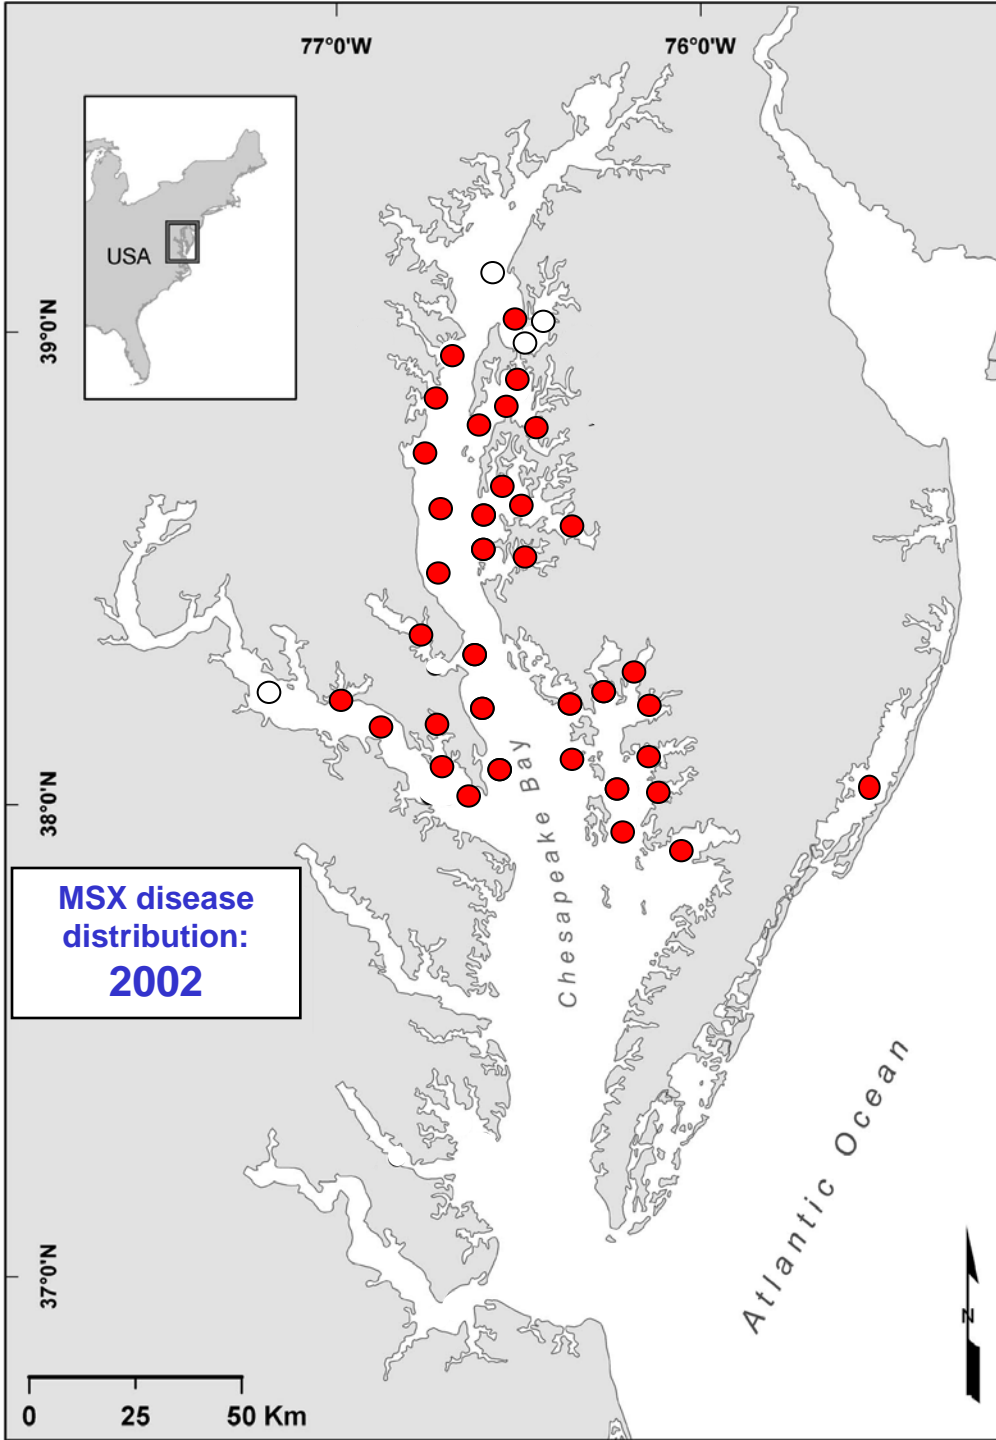 77°0'W
76°0'W
USA
39°0'N
38°0'N
Chesapeake Bay
MSX disease
distribution:
2002
Atlantic Ocean
37°0'N
N
0 25 50 Km